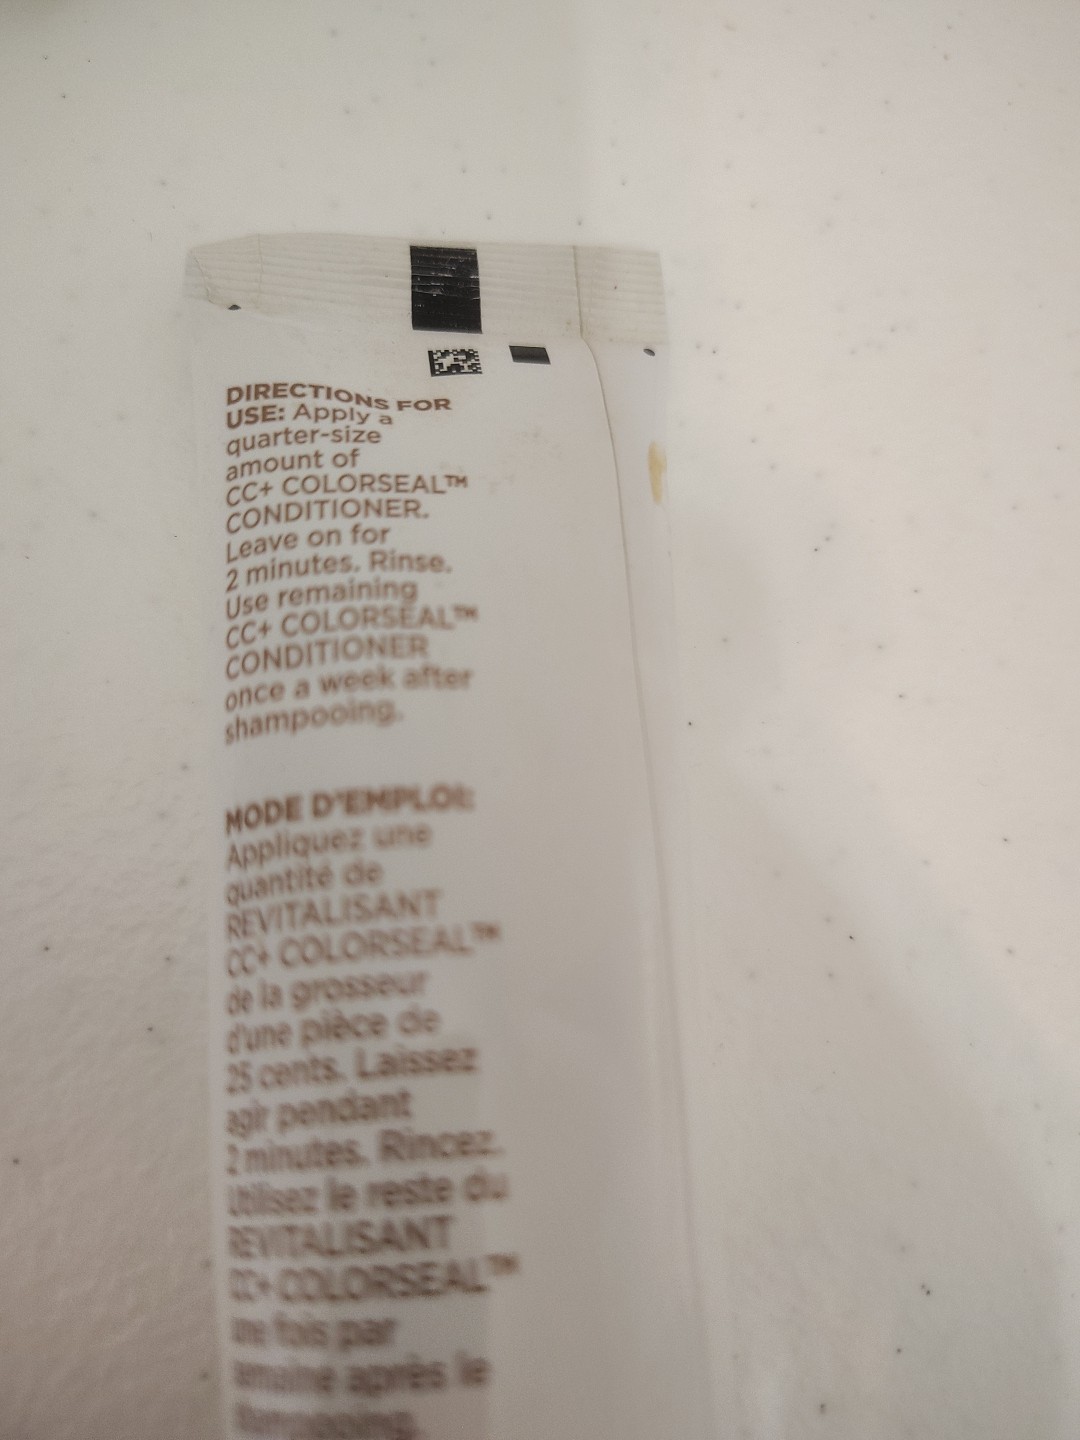 DIRECTIONS FOR
USE: Apply a
quarter-size
amount of
CC+ COLORSEAL™
CONDITIONER.
Leave on for
2 minutes. Rinse.
Use remaining
CC+ COLORSEAL™
CONDITIONER
once a week after
shampooing.
MODE D'EMPLOI:
Appliquez une
quantité de
REVITALISANT
CC+ COLORSEAL™
de la grosseur
d'une pièce de
25 cents. Laissez
agir pendant
2 minutes. Rincez.
Utilisez le reste du
REVITALISANT
CC+ COLORSEAL™
une fois par
semaine après le